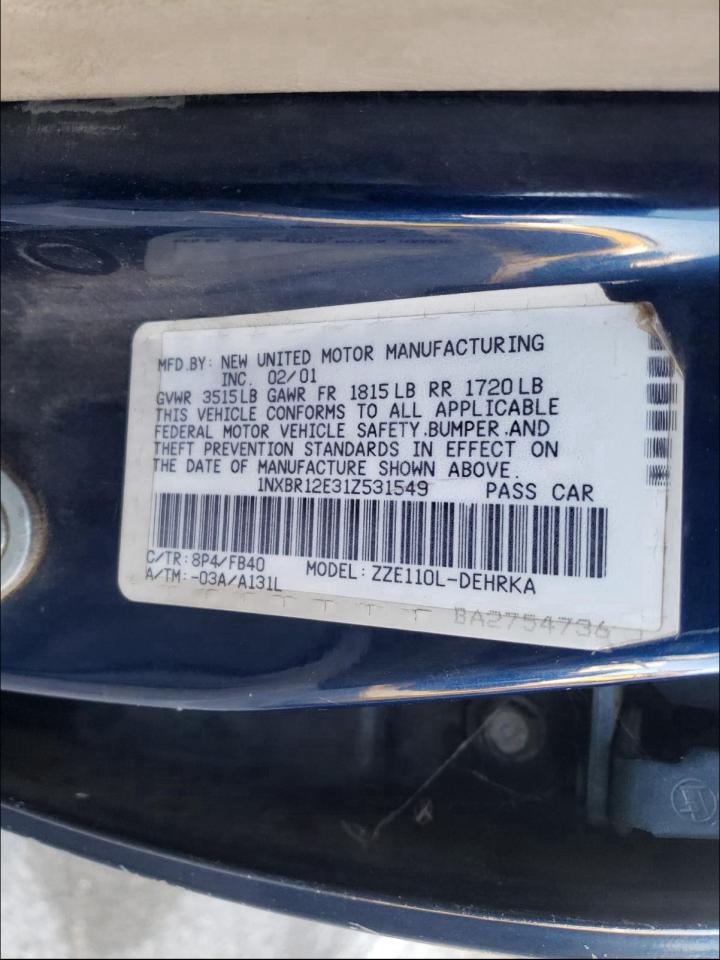 MFD.BY: NEW UNITED MOTOR MANUFACTURING
INC. 02/01
GVWR 3515LB GAWR FR 1815LB RR 1720LB
THIS VEHICLE CONFORMS TO ALL APPLICABLE
FEDERAL MOTOR VEHICLE SAFETY,BUMPER,AND
THEFT PREVENTION STANDARDS IN EFFECT ON
THE DATE OF MANUFACTURE SHOWN ABOVE.
1NXBR12E31Z531549 PASS CAR
C/TR: 8P4/FB40
A/TM: -03A/A131L MODEL: ZZE110L-DEHRKA
BA2754736